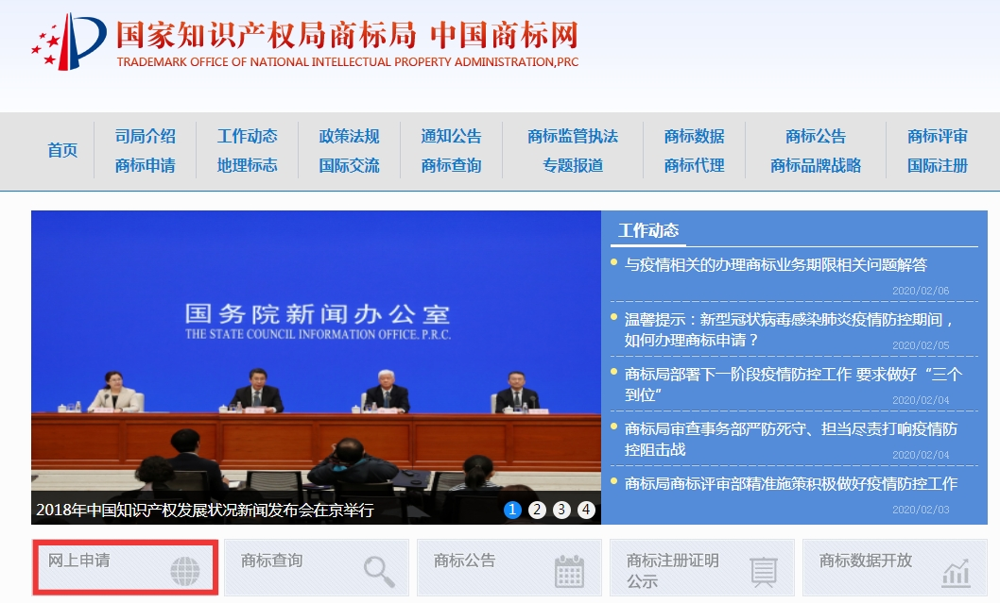 国家知识产权局商标局 中国商标网
TRADEMARK OFFICE OF NATIONAL INTELLECTUAL PROPERTY ADMINISTRATION,PRC
首页
司局介绍
工作动态
政策法规
通知公告
商标监管执法
商标数据
商标公告
商标评审
商标申请
地理标志
国际交流
商标查询
专题报道
商标代理
商标品牌战略
国际注册
国务院新闻办公室
THE STATE COUNCIL INFORMATION OFFICE, P.R.C.
2018年中国知识产权发展状况新闻发布会在京举行
1 2 3 4
工作动态
与疫情相关的办理商标业务期限相关问题解答
2020/02/06
温馨提示：新型冠状病毒感染肺炎疫情防控期间，
如何办理商标申请？
2020/02/05
商标局部署下一阶段疫情防控工作 要求做好“三个
到位”
2020/02/04
商标局审查事务部严防死守、担当尽责打响疫情防
控阻击战
2020/02/04
商标局商标评审部精准施策积极做好疫情防控工作
2020/02/03
网上申请
商标查询
商标公告
商标注册证明
公示
商标数据开放